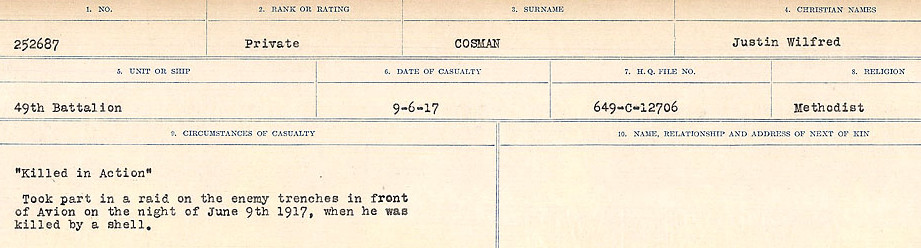 1. NO. 2. RANK OR RATING 3. SURNAME 4. CHRISTIAN NAMES
252687 Private COSMAN Justin Wilfred
5. UNIT OR SHIP 6. DATE OF CASUALTY 7. H. Q. FILE NO. 8. RELIGION
49th Battalion 9-6-17 649-C-12706 Methodist
9. CIRCUMSTANCES OF CASUALTY 10. NAME, RELATIONSHIP AND ADDRESS OF NEXT OF KIN
"Killed in Action"
Took part in a raid on the enemy trenches in front
of Avion on the night of June 9th 1917, when he was
killed by a shell.